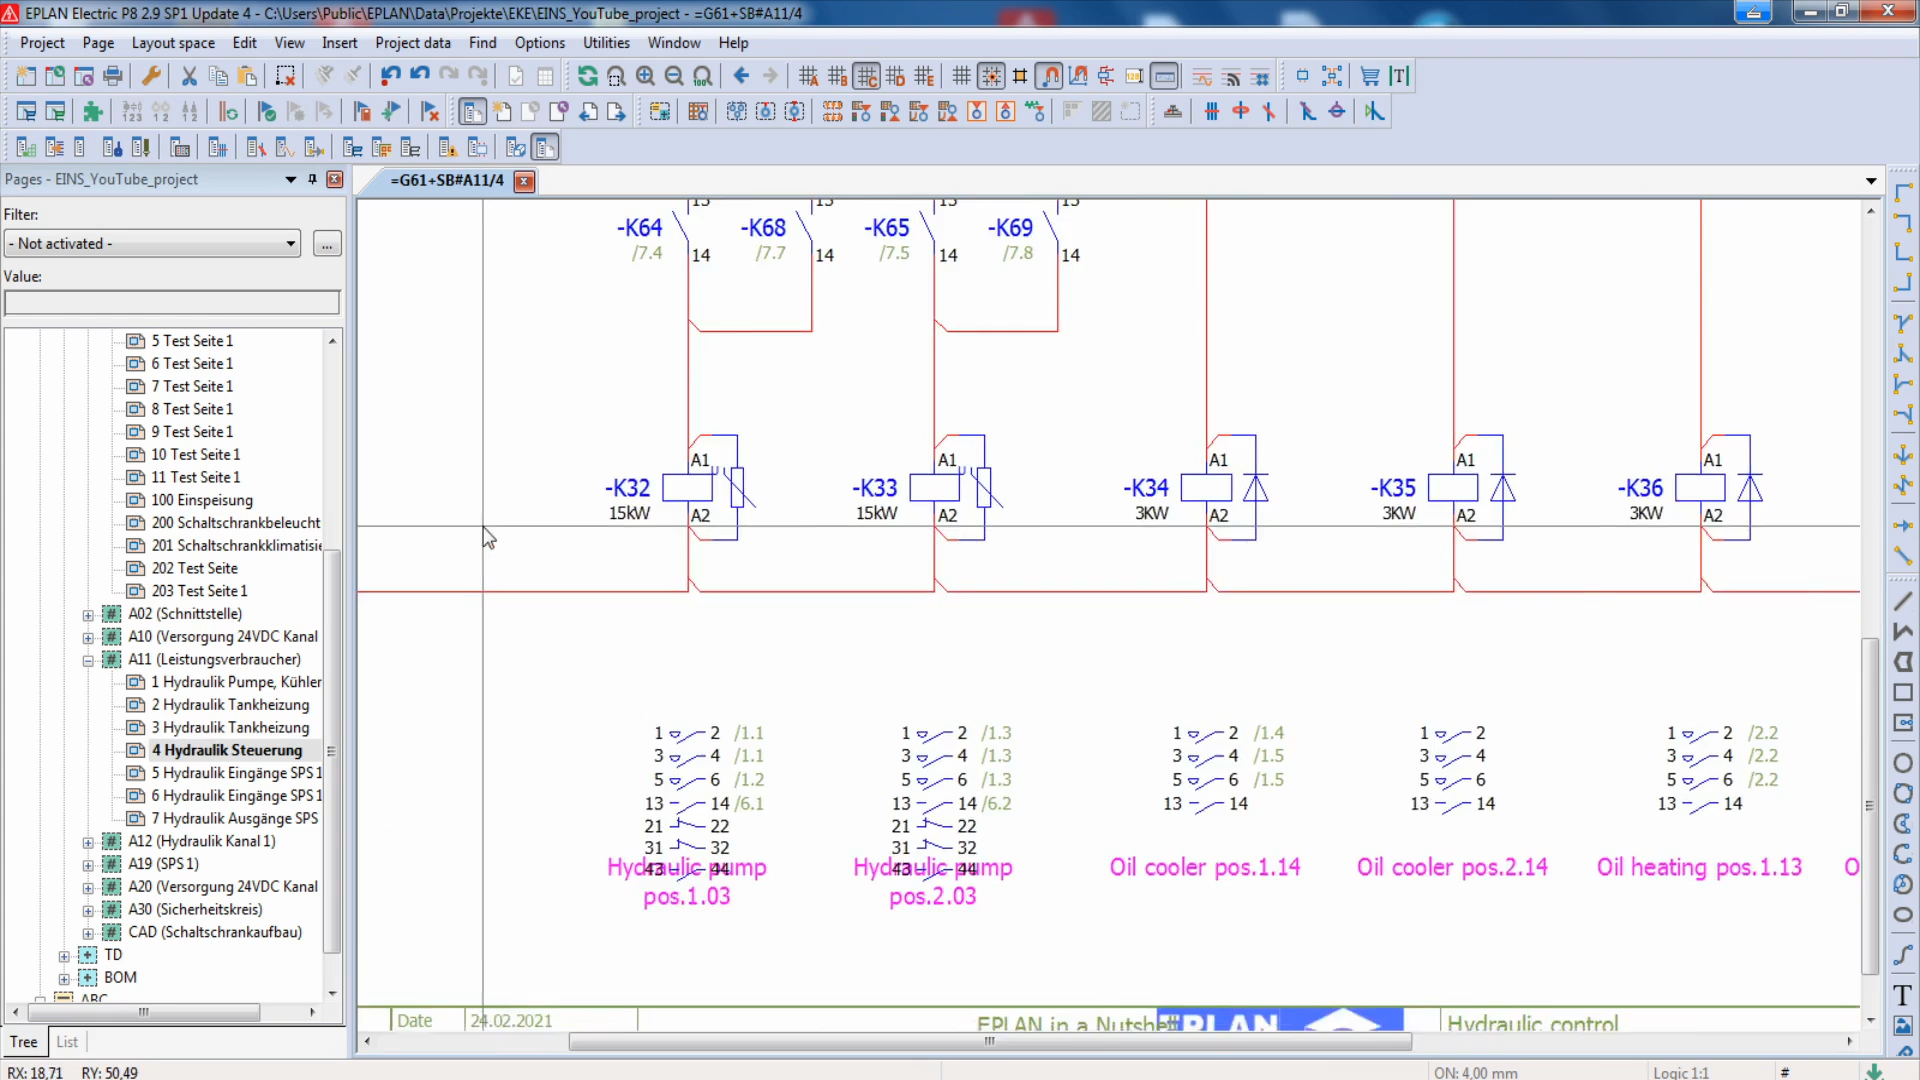 EPLAN Electric P8 2.9 SP1 Update 4 - C:\Users\Public\EPLAN\Data\Projekte\EKE\EINS_YouTube_project - =G61+SB#A11/4
Project Page Layout space Edit View Insert Project data Find Options Utilities Window Help
Pages - EINS_YouTube_project
=G61+SB#A11/4
Filter:
- Not activated -
...
Value:
5 Test Seite 1
6 Test Seite 1
7 Test Seite 1
8 Test Seite 1
9 Test Seite 1
10 Test Seite 1
11 Test Seite 1
100 Einspeisung
200 Schaltschrankbeleucht
201 Schaltschrankklimatisie
202 Test Seite
203 Test Seite 1
A02 (Schnittstelle)
A10 (Versorgung 24VDC Kanal
A11 (Leistungsverbraucher)
1 Hydraulik Pumpe, Kühler
2 Hydraulik Tankheizung
3 Hydraulik Tankheizung
4 Hydraulik Steuerung
5 Hydraulik Eingänge SPS 1
6 Hydraulik Eingänge SPS 1
7 Hydraulik Ausgänge SPS
A12 (Hydraulik Kanal 1)
A19 (SPS 1)
A20 (Versorgung 24VDC Kanal
A30 (Sicherheitskreis)
CAD (Schaltschrankaufbau)
TD
BOM
ABC
Tree List
13 13 13 13
-K64 -K68 -K65 -K69
/7.4 14 /7.7 14 /7.5 14 /7.8 14
A1 A1 A1 A1 A1
-K32 -K33 -K34 -K35 -K36
15kW A2 15kW A2 3KW A2 3KW A2 3KW A2
1 2 /1.1 1 2 /1.3 1 2 /1.4 1 2 1 2 /2.2
3 4 /1.1 3 4 /1.3 3 4 /1.5 3 4 3 4 /2.2
5 6 /1.2 5 6 /1.3 5 6 /1.5 5 6 5 6 /2.2
13 14 /6.1 13 14 /6.2 13 14 13 14 13 14
21 22 21 22
31 32 31 32
43 44 43 44
Hydraulic pump Hydraulic pump Oil cooler pos.1.14 Oil cooler pos.2.14 Oil heating pos.1.13 O
pos.1.03 pos.2.03
Date 24.02.2021 EPLAN in a Nutshell EPLAN Hydraulic control
RX: 18,71 RY: 50,49 ON: 4,00 mm Logic 1:1 #